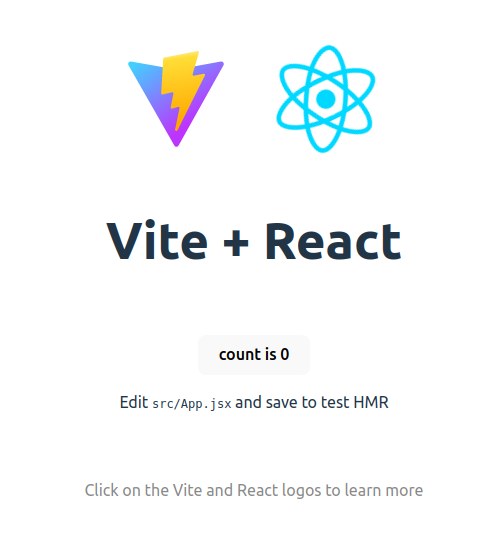 Vite + React
count is 0
Edit src/App.jsx and save to test HMR
Click on the Vite and React logos to learn more